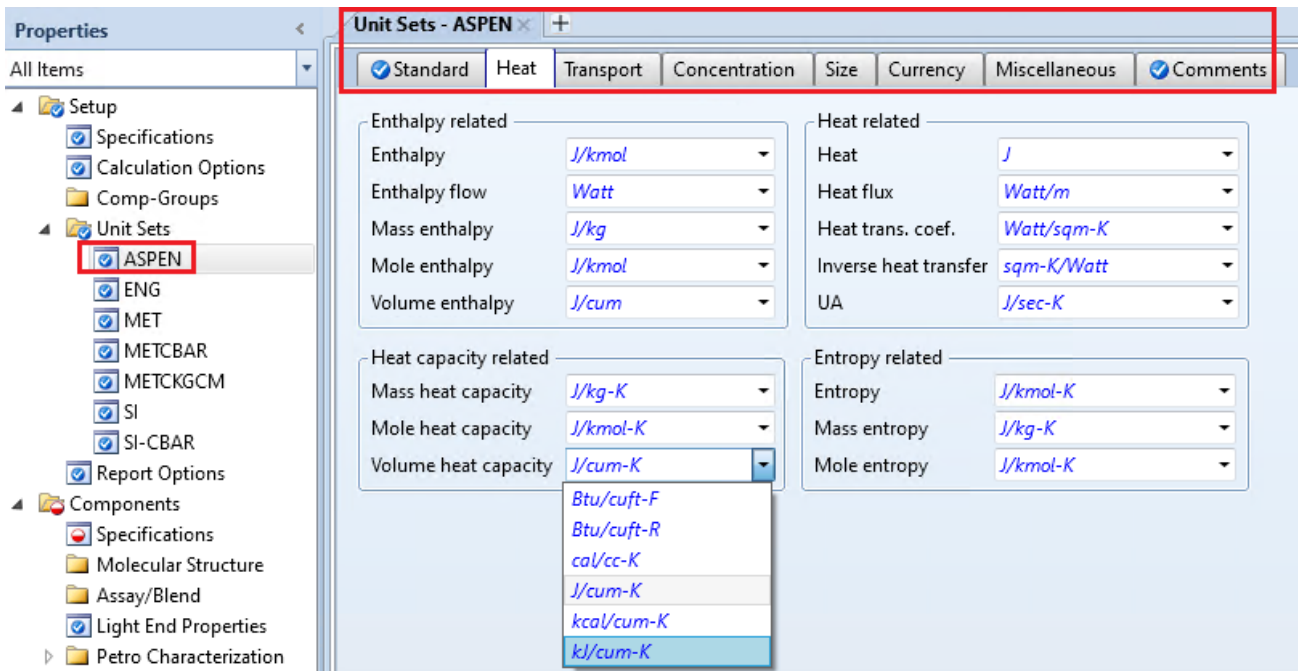 Properties
All Items
Setup
Specifications
Calculation Options
Comp-Groups
Unit Sets
ASPEN
ENG
MET
METCBAR
METCKGCM
SI
SI-CBAR
Report Options
Components
Specifications
Molecular Structure
Assay/Blend
Light End Properties
Petro Characterization
Unit Sets - ASPEN
Standard Heat Transport Concentration Size Currency Miscellaneous Comments
Enthalpy related
Enthalpy J/kmol
Enthalpy flow Watt
Mass enthalpy J/kg
Mole enthalpy J/kmol
Volume enthalpy J/cum
Heat related
Heat J
Heat flux Watt/m
Heat trans. coef. Watt/sqm-K
Inverse heat transfer sqm-K/Watt
UA J/sec-K
Heat capacity related
Mass heat capacity J/kg-K
Mole heat capacity J/kmol-K
Volume heat capacity J/cum-K
Btu/cuft-F
Btu/cuft-R
cal/cc-K
J/cum-K
kcal/cum-K
kJ/cum-K
Entropy related
Entropy J/kmol-K
Mass entropy J/kg-K
Mole entropy J/kmol-K